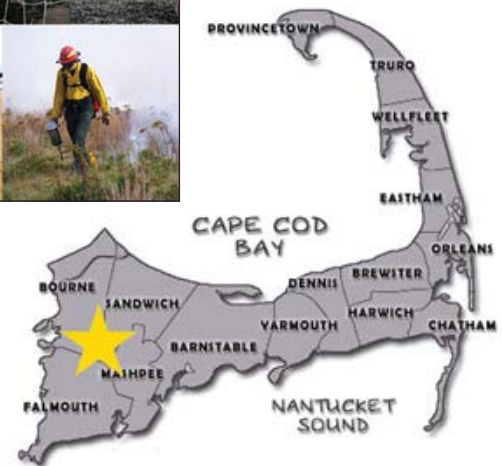 PROVINCETOWN
TRURO
WELLFLEET
EASTHAM
CAPE COD
BAY
ORLEANS
BREWSTER
DENNIS
BOURNE
SANDWICH
HARWICH
CHATHAM
YARMOUTH
BARNSTABLE
MASHPEE
FALMOUTH
NANTUCKET
SOUND